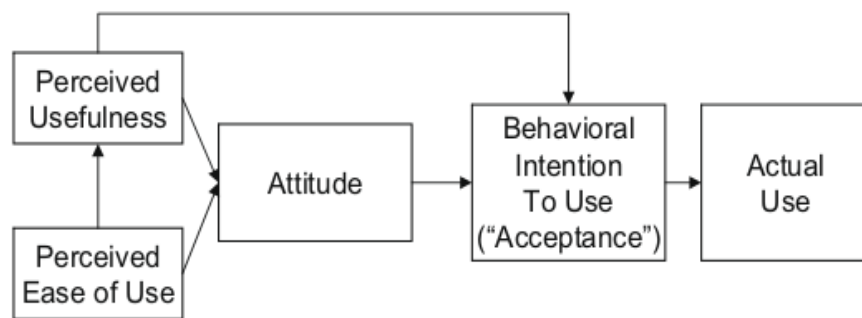 Perceived
Usefulness
Perceived
Ease of Use
Attitude
Behavioral
Intention
To Use
(“Acceptance”)
Actual
Use